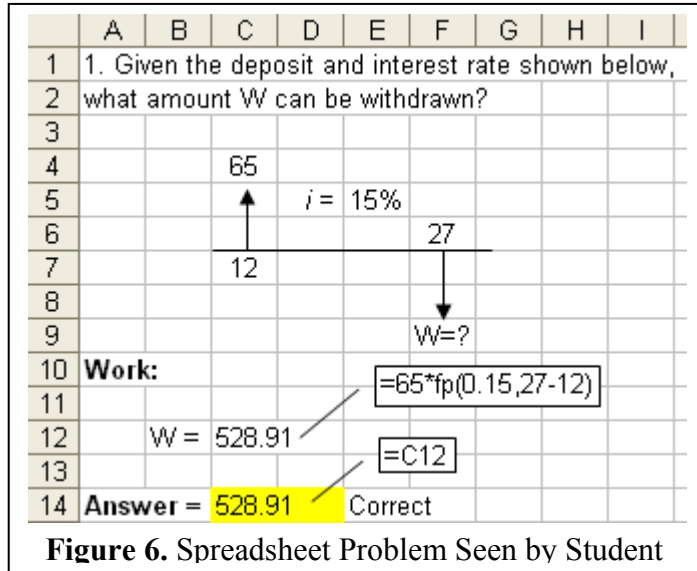 A B C D E F G H I
1 1. Given the deposit and interest rate shown below,
2 what amount W can be withdrawn?
3
4 65
5 i = 15%
6 27
7 12
8
9 W=?
10 Work:
=65*fp(0.15,27-12)
11
12 W = 528.91
=C12
13
14 Answer = 528.91 Correct
Figure 6. Spreadsheet Problem Seen by Student